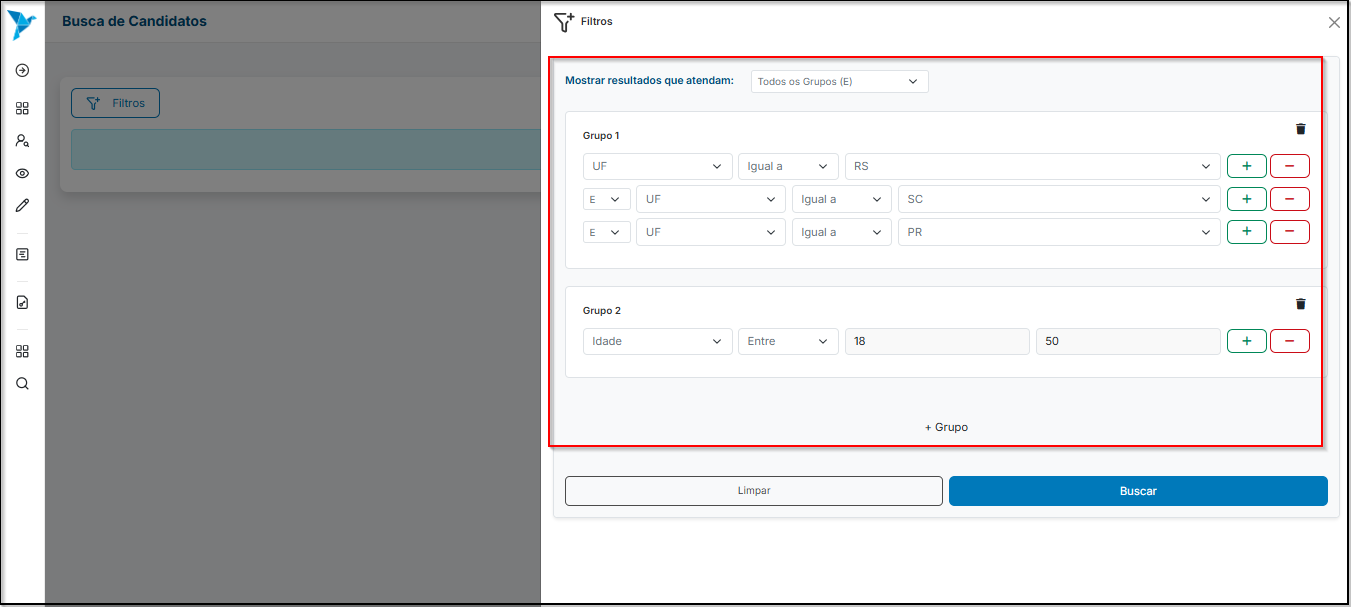 Busca de Candidatos
Filtros
Filtros
Mostrar resultados que atendam: Todos os Grupos (E)
Grupo 1
UF Igual a RS + −
E UF Igual a SC + −
E UF Igual a PR + −
Grupo 2
Idade Entre 18 50 + −
+ Grupo
Limpar Buscar